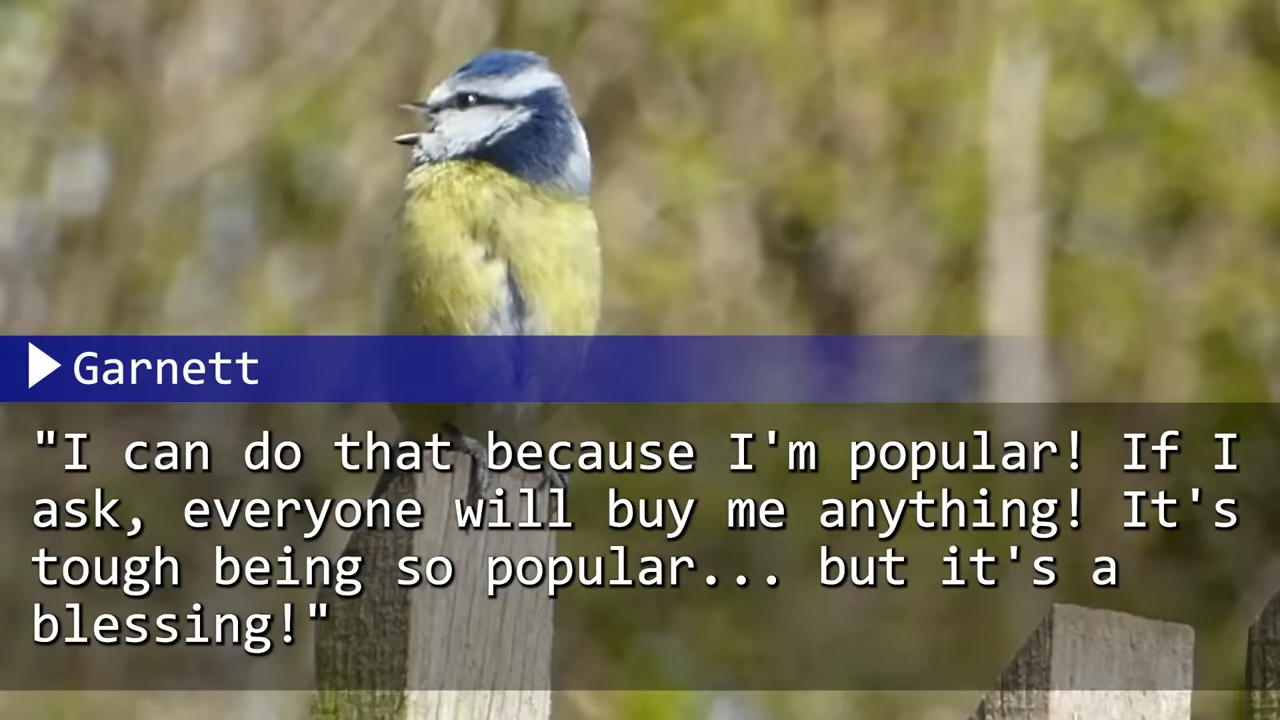 Garnett
"I can do that because I'm popular! If I
ask, everyone will buy me anything! It's
tough being so popular... but it's a
blessing!"